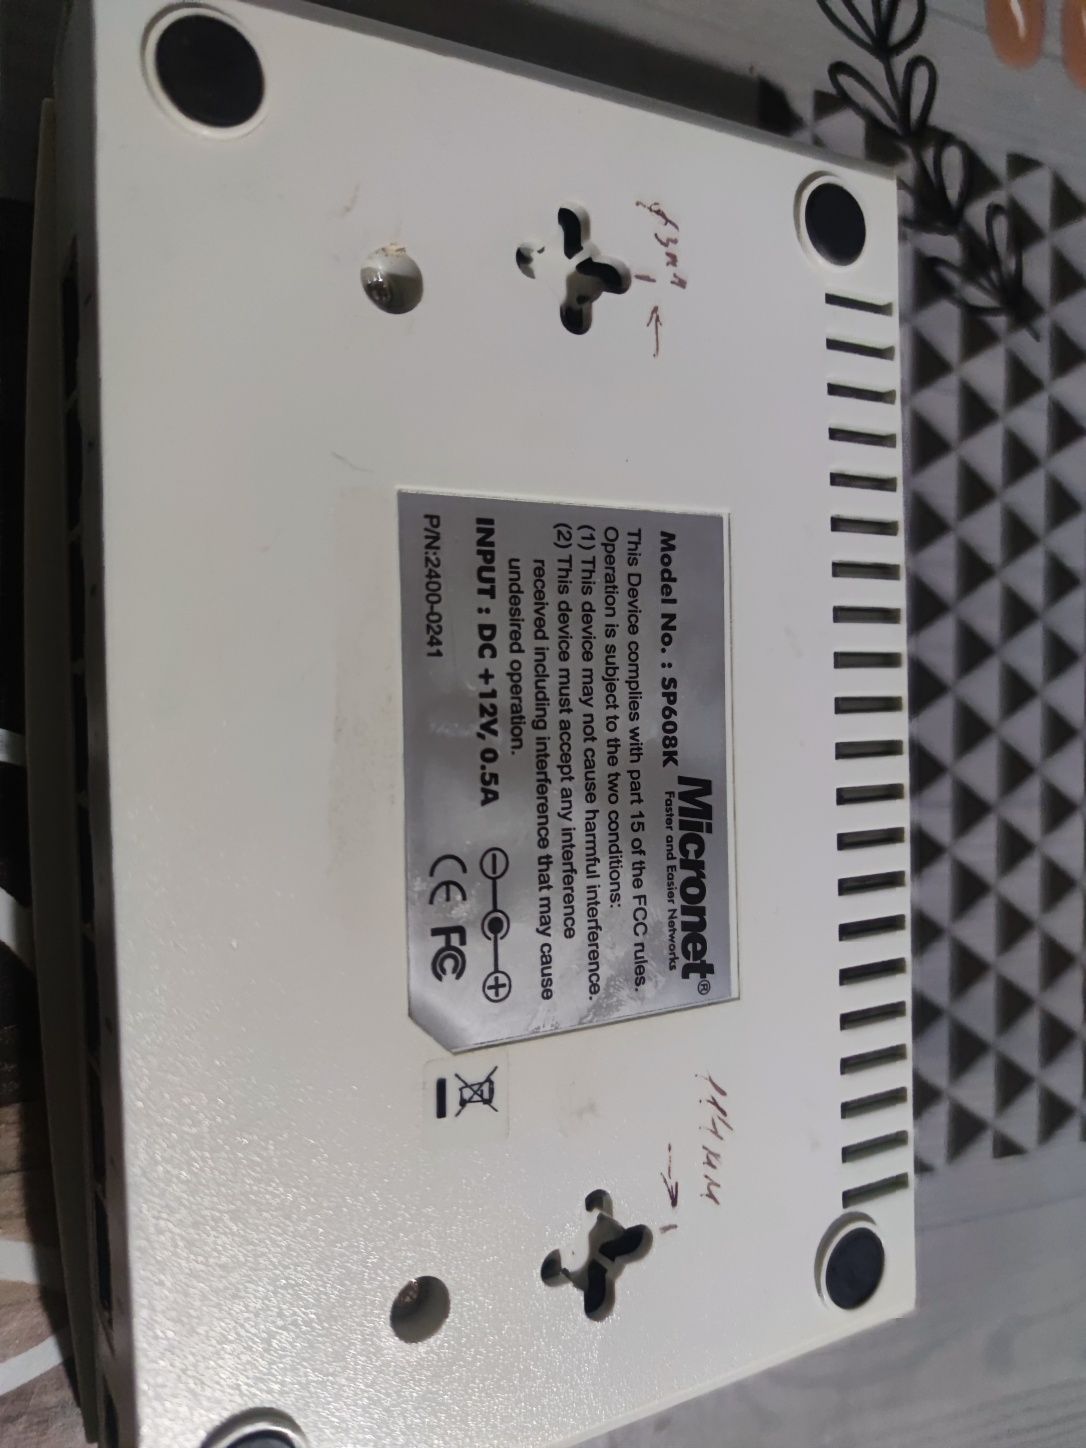 Micronet®
Faster and Easier Networks
Model No. : SP608K
This Device complies with part 15 of the FCC rules.
Operation is subject to the two conditions:
(1) This device may not cause harmful interference.
(2) This device must accept any interference
received including interference that may cause
undesired operation.
INPUT : DC +12V, 0.5A
P/N:2400-0241
CE FC
114мм